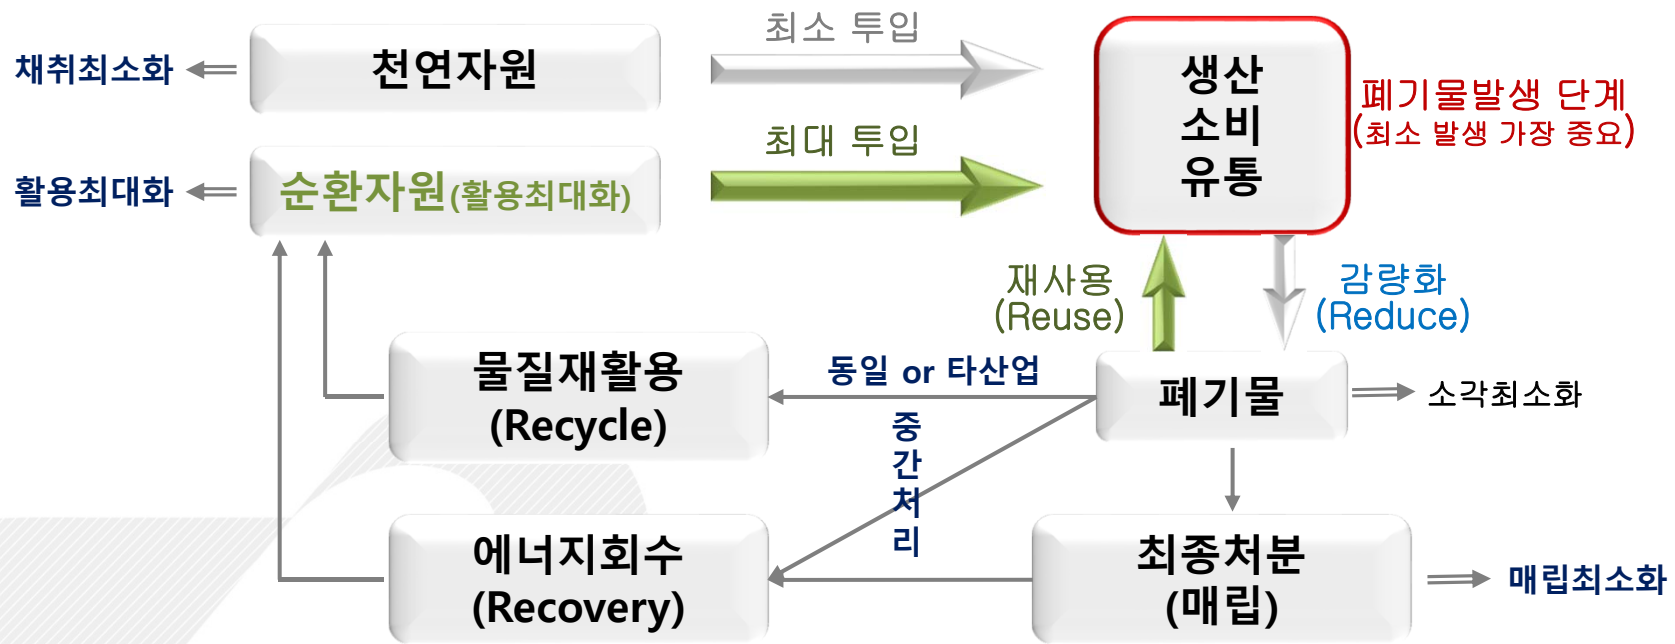 최소 투입
채취최소화
천연자원
생산
소비
유통
폐기물발생 단계
(최소 발생 가장 중요)
최대 투입
활용최대화
순환자원(활용최대화)
재사용
(Reuse)
감량화
(Reduce)
물질재활용
(Recycle)
동일 or 타산업
중
간
처
리
폐기물
소각최소화
에너지회수
(Recovery)
최종처분
(매립)
매립최소화